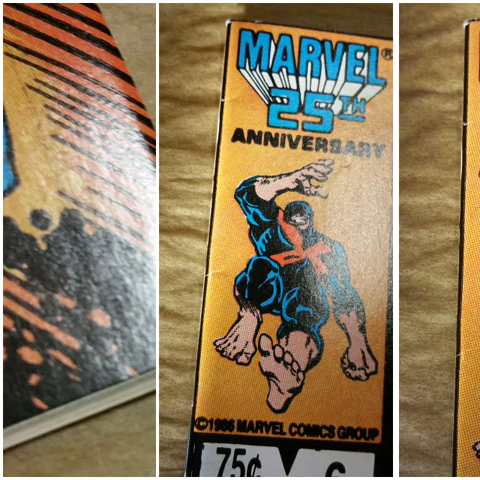 MARVEL®
25TH
ANNIVERSARY
©1986 MARVEL COMICS GROUP
75¢